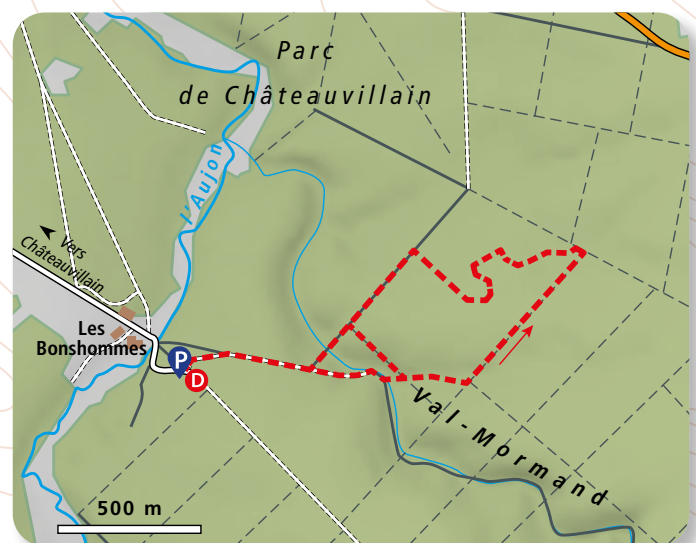 Parc
de Châteauvillain
l'Aujon
Vers
Châteauvillain
Les
Bonshommes
P
D
Val-Mormand
500 m